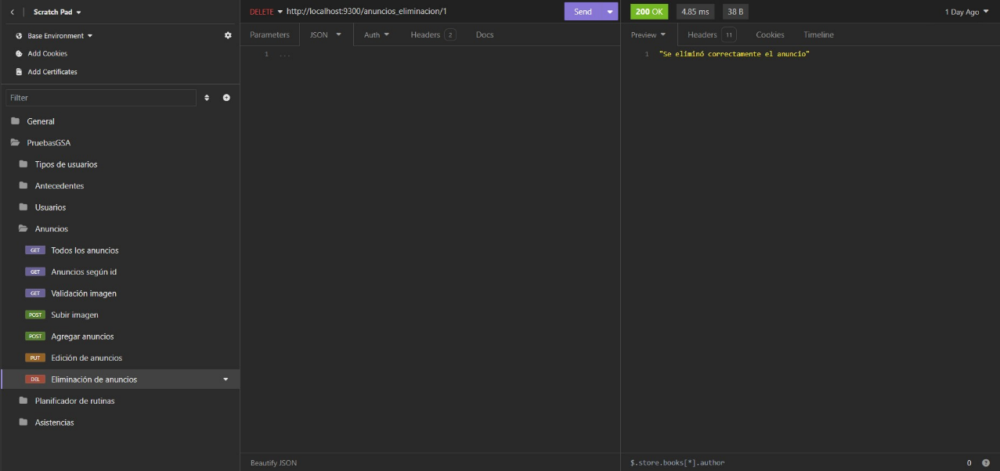 Scratch Pad
Base Environment
Add Cookies
Add Certificates
Filter
General
PruebasGSA
Tipos de usuarios
Antecedentes
Usuarios
Anuncios
GET Todos los anuncios
GET Anuncios según id
GET Validación imagen
POST Subir imagen
POST Agregar anuncios
PUT Edición de anuncios
DEL Eliminación de anuncios
Planificador de rutinas
Asistencias
DELETE http://localhost:9300/anuncios_eliminacion/1 Send
Parameters JSON Auth Headers 2 Docs
1 ...
Beautify JSON
200 OK 4.85 ms 38 B 1 Day Ago
Preview Headers 11 Cookies Timeline
1 "Se eliminó correctamente el anuncio"
$.store.books[*].author 0 ?